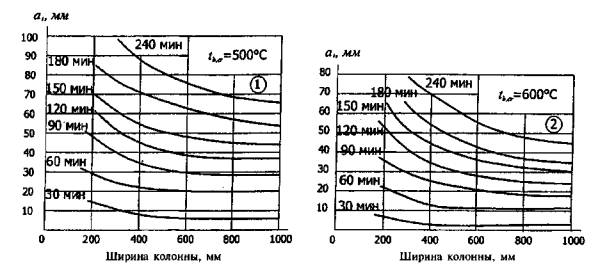 a₁, мм
100
90
80
70
60
50
40
30
20
10
0
240 мин
180 мин
150 мин
120 мин
90 мин
60 мин
30 мин
t_b,cr=500°C
1
200 400 600 800 1000
Ширина колонны, мм
a₁, мм
80
70
60
50
40
30
20
10
0
240 мин
180 мин
150 мин
120 мин
90 мин
60 мин
30 мин
=600°C
2
200 400 600 800 1000
Ширина колонны, мм